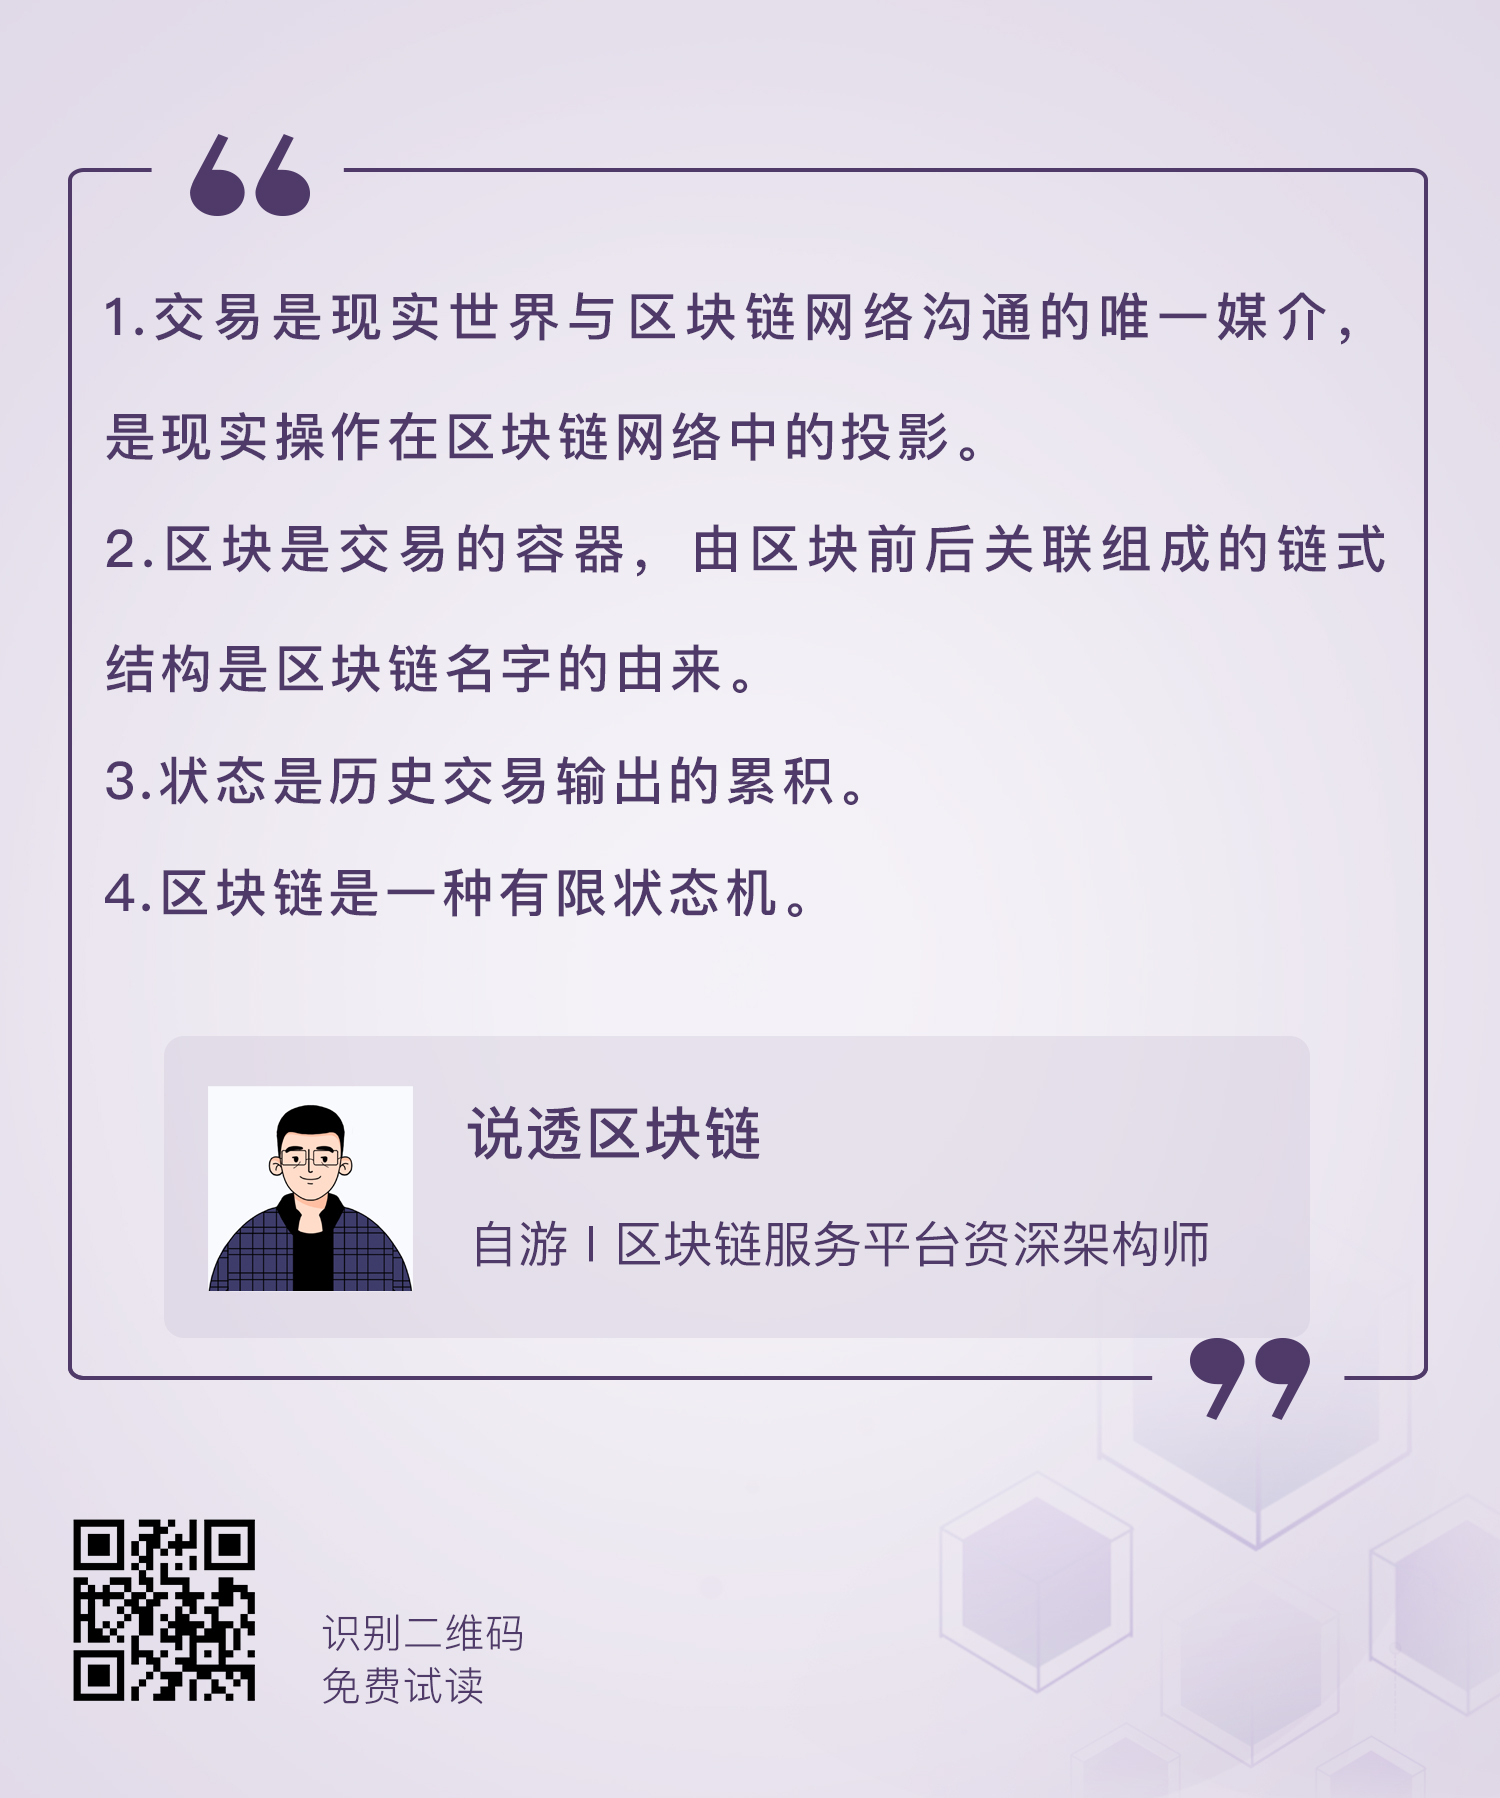 1.交易是现实世界与区块链网络沟通的唯一媒介，
是现实操作在区块链网络中的投影。
2.区块是交易的容器，由区块前后关联组成的链式
结构是区块链名字的由来。
3.状态是历史交易输出的累积。
4.区块链是一种有限状态机。
说透区块链
自游 | 区块链服务平台资深架构师
识别二维码
免费试读